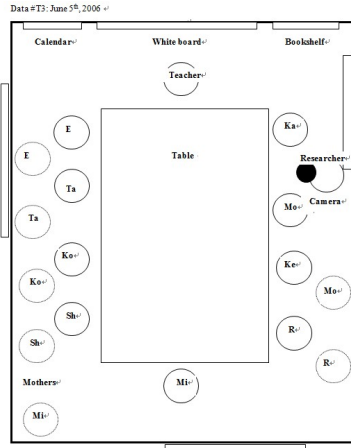 Data #T3: June 5th, 2006
Calendar White board Bookshelf
Teacher
E Ka
E Table Researcher
Ta
Mo Camera
Ta
Ko Ke
Ko Mo
Sh R
Sh R
Mothers Mi
Mi